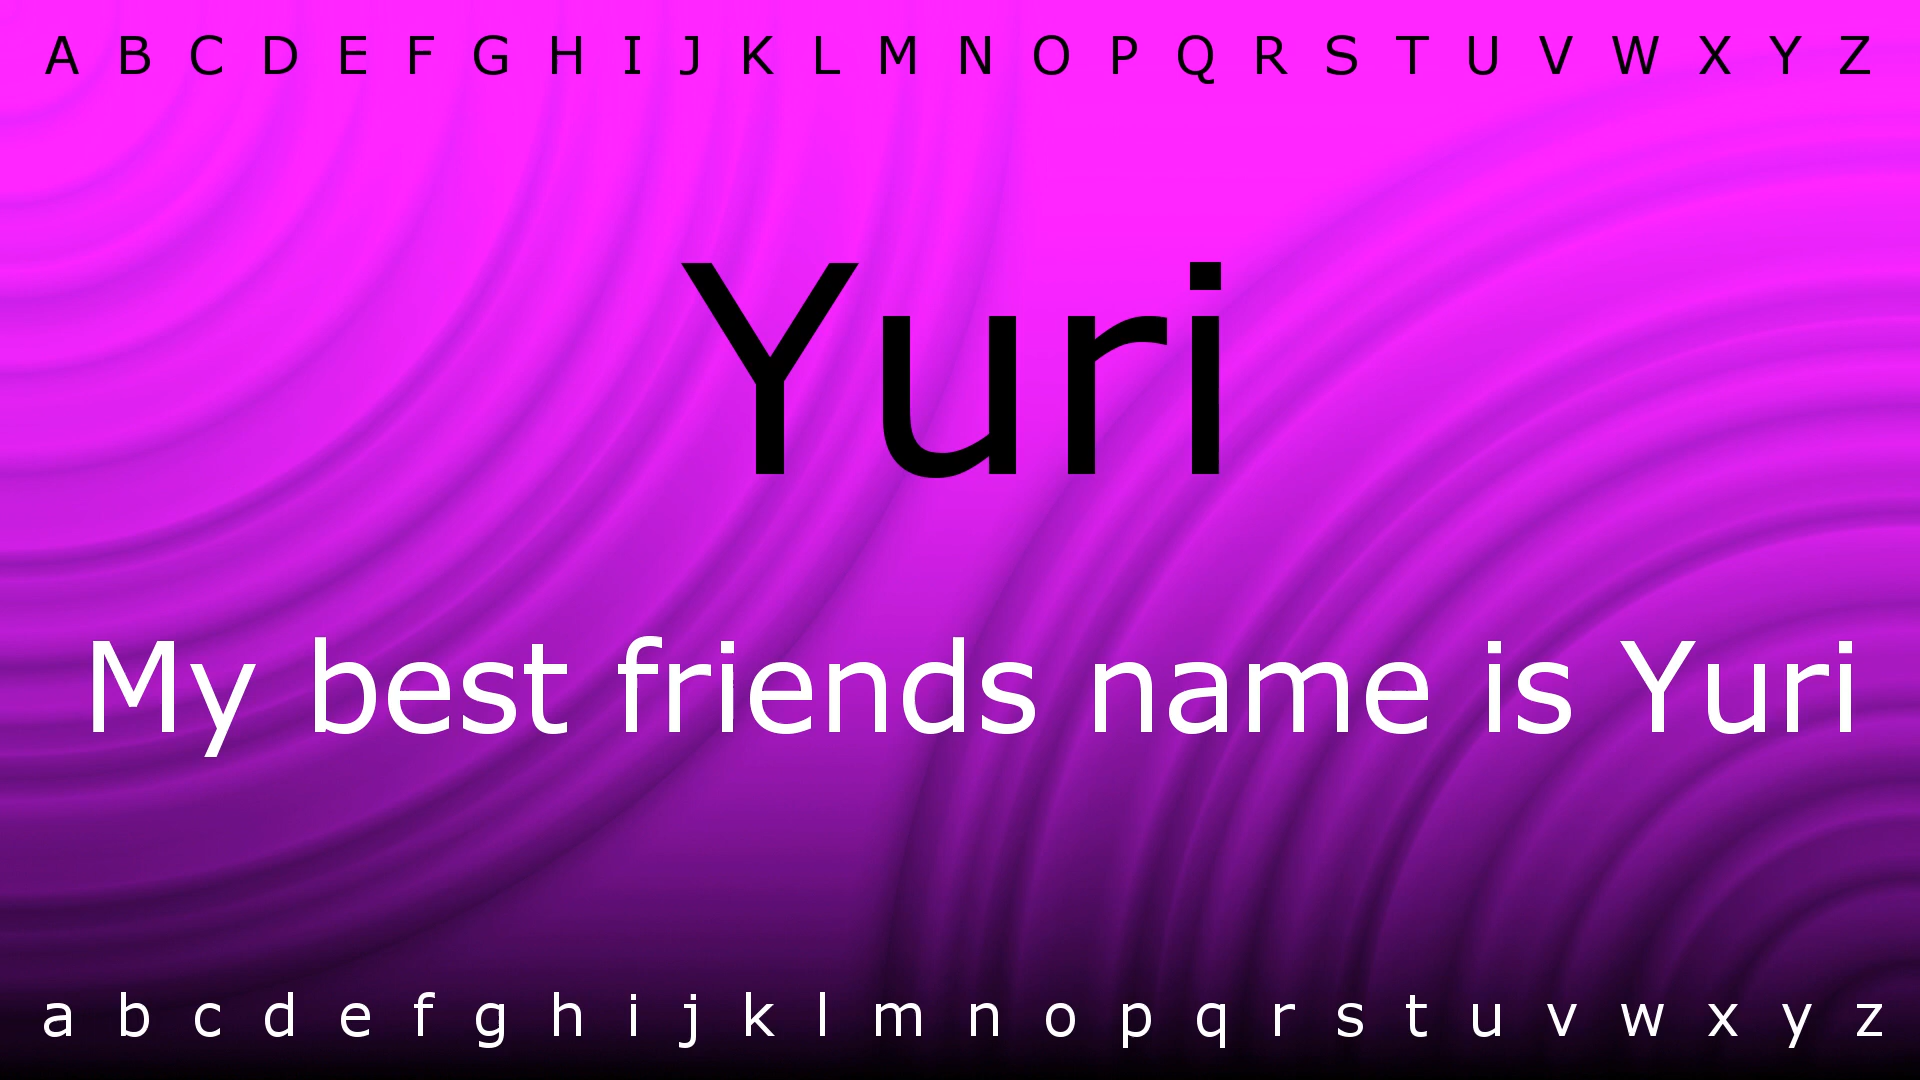 A B C D E F G H I J K L M N O P Q R S T U V W X Y Z
Yuri
My best friends name is Yuri
a b c d e f g h i j k l m n o p q r s t u v w x y z